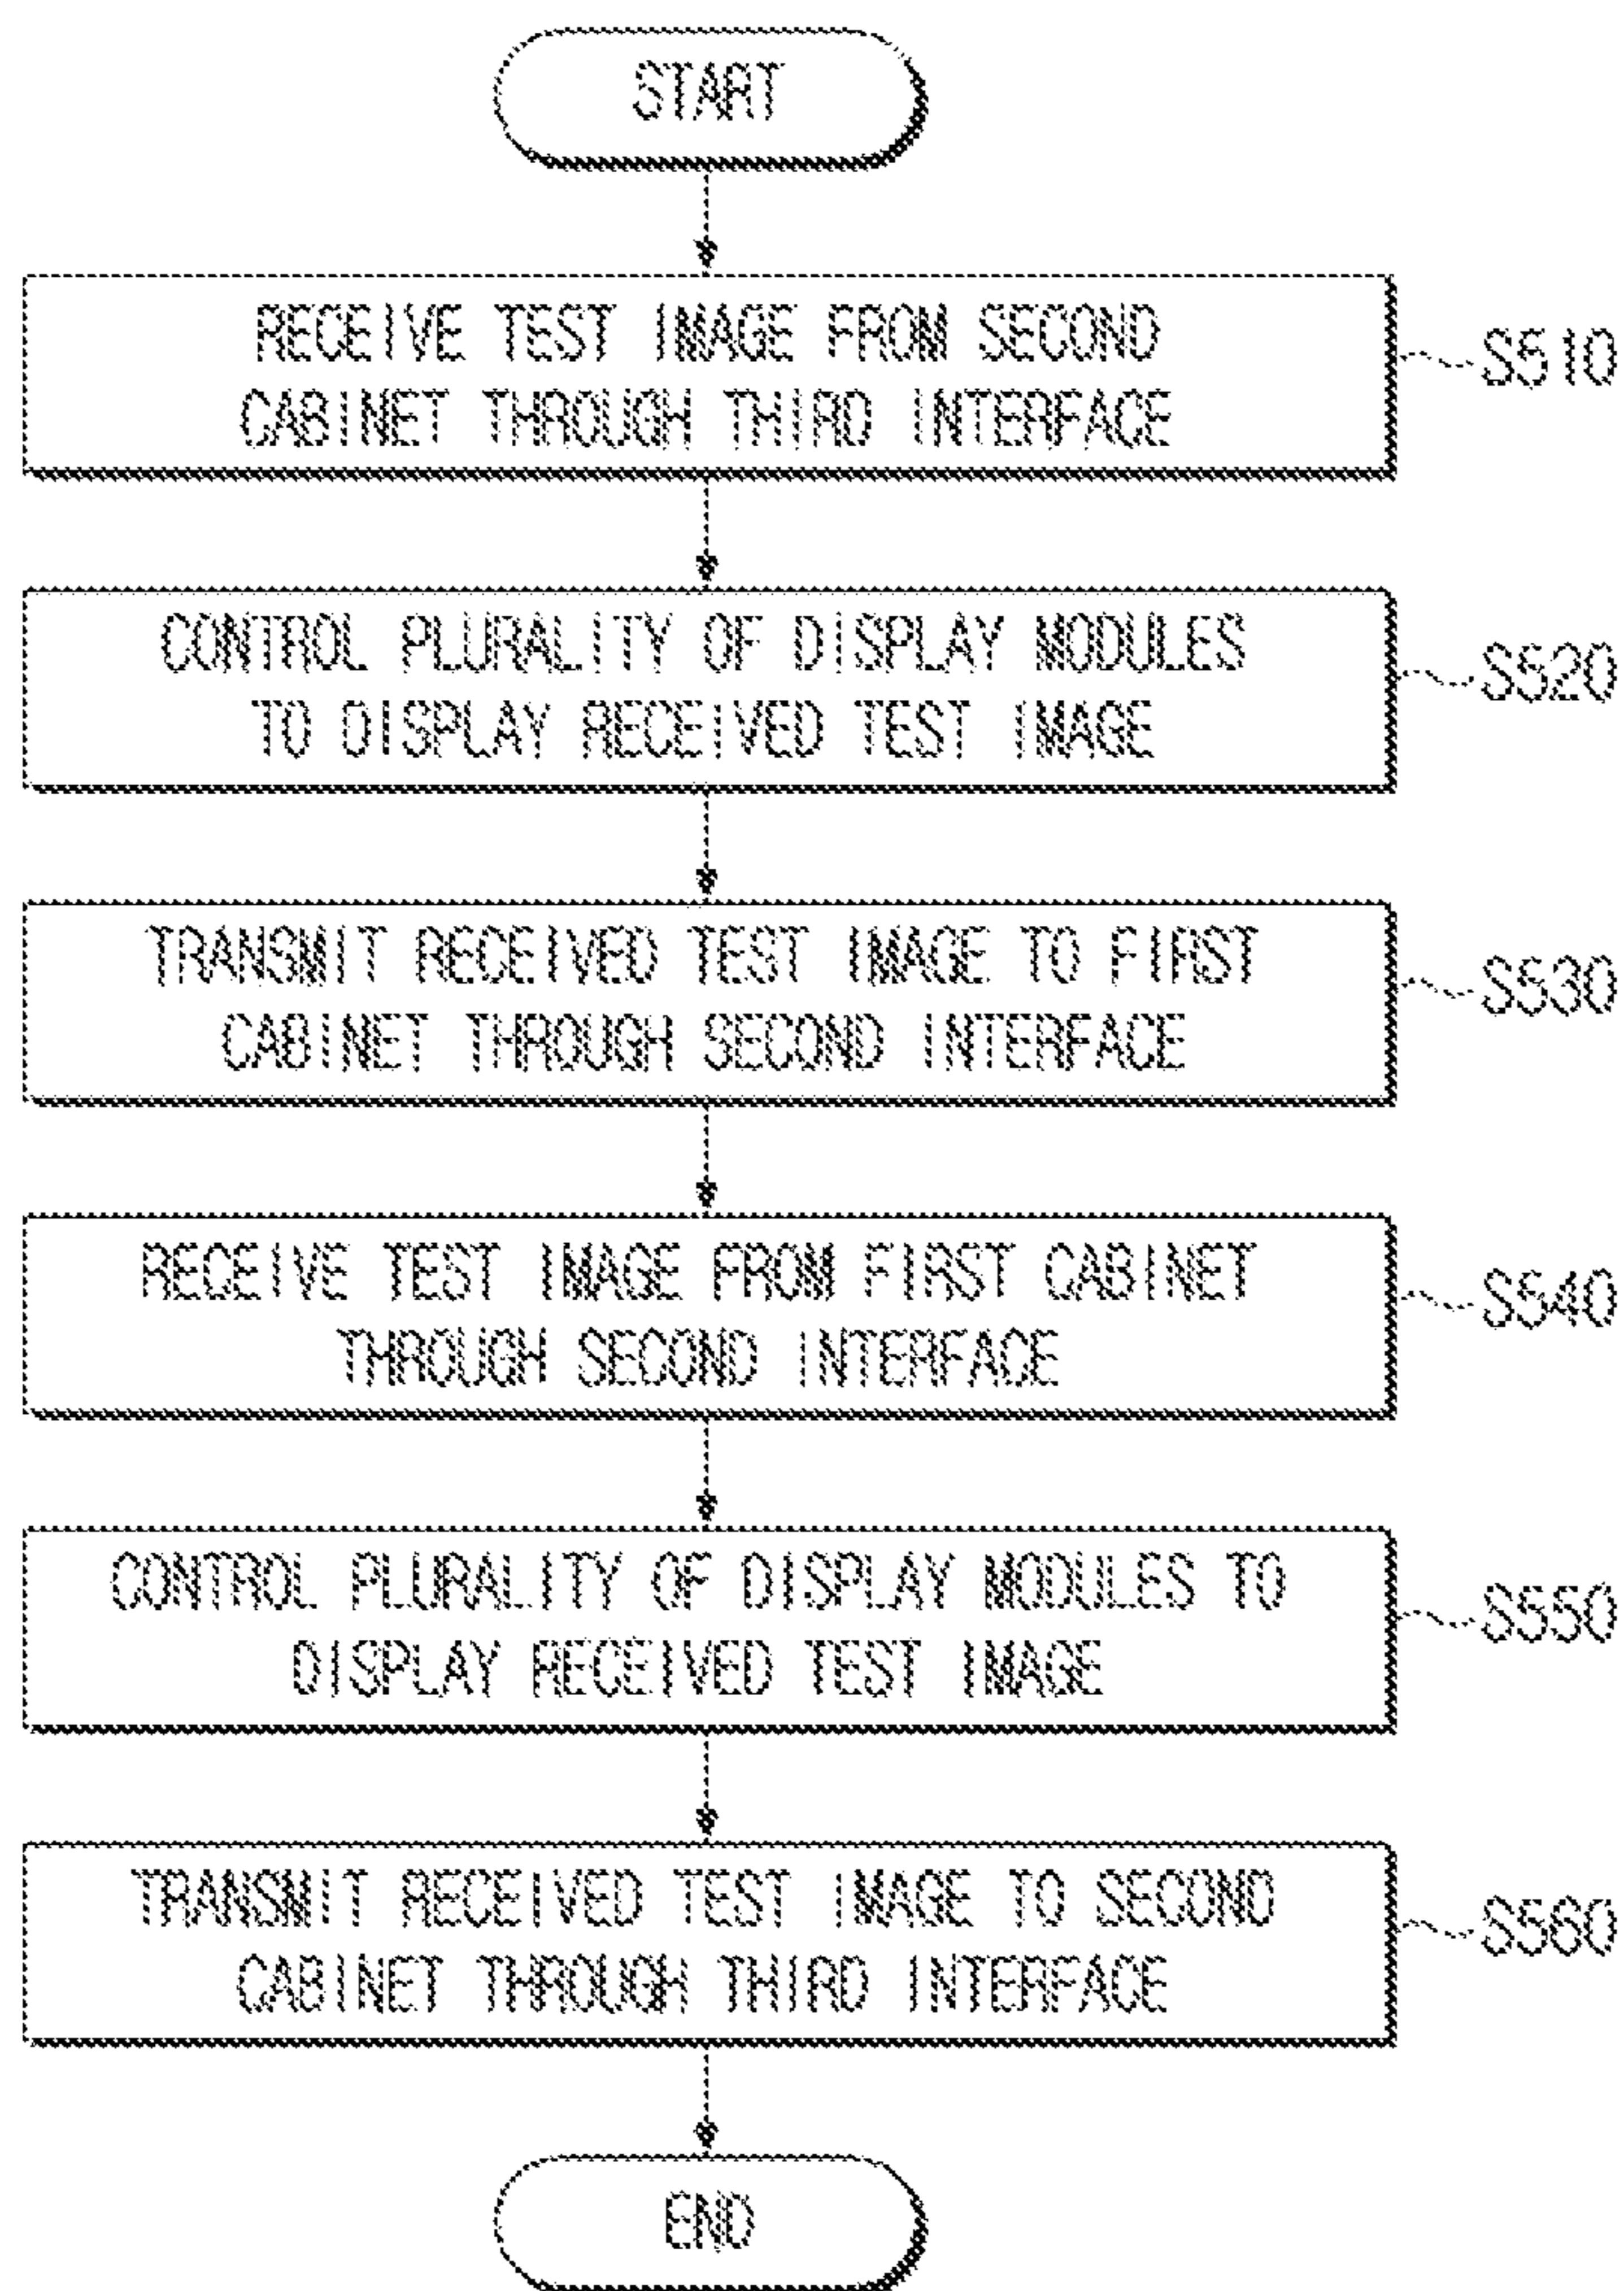 START
RECEIVE TEST IMAGE FROM SECOND
CABINET THROUGH THIRD INTERFACE
S510
CONTROL PLURALITY OF DISPLAY MODULES
TO DISPLAY RECEIVED TEST IMAGE
S520
TRANSMIT RECEIVED TEST IMAGE TO FIRST
CABINET THROUGH SECOND INTERFACE
S530
RECEIVE TEST IMAGE FROM FIRST CABINET
THROUGH SECOND INTERFACE
S540
CONTROL PLURALITY OF DISPLAY MODULES TO
DISPLAY RECEIVED TEST IMAGE
S550
TRANSMIT RECEIVED TEST IMAGE TO SECOND
CABINET THROUGH THIRD INTERFACE
S560
END